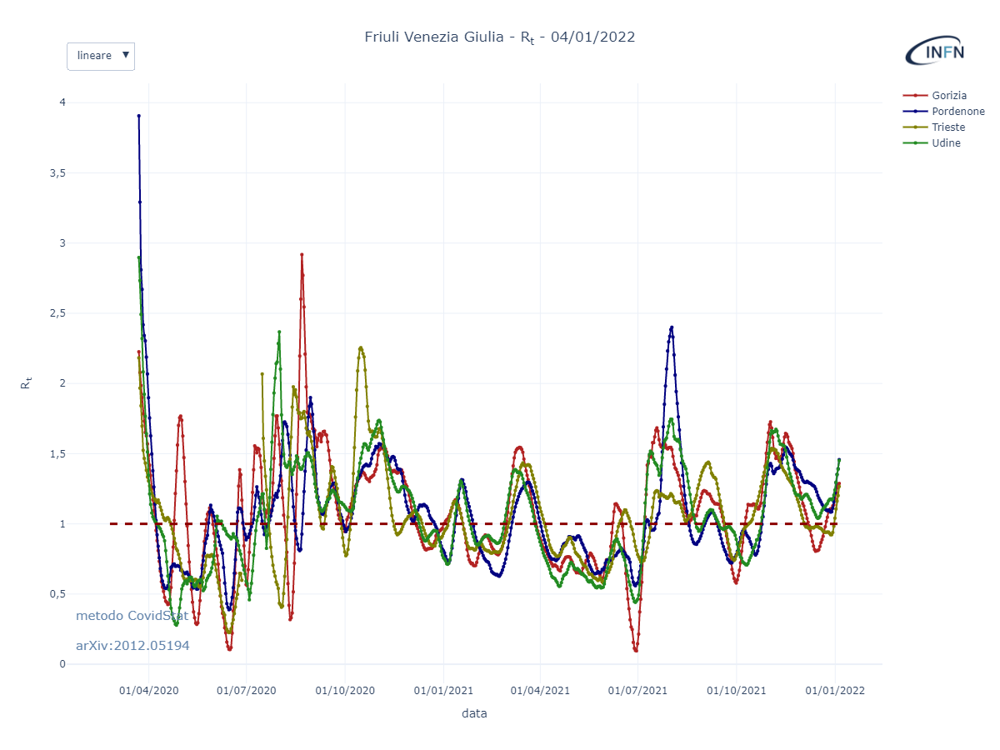 Friuli Venezia Giulia - Rt - 04/01/2022
lineare ▼
INFN
Gorizia
Pordenone
Trieste
Udine
4
3,5
3
2,5
2
1,5
1
0,5
0
Rt
metodo CovidStat
arXiv:2012.05194
01/04/2020 01/07/2020 01/10/2020 01/01/2021 01/04/2021 01/07/2021 01/10/2021 01/01/2022
data